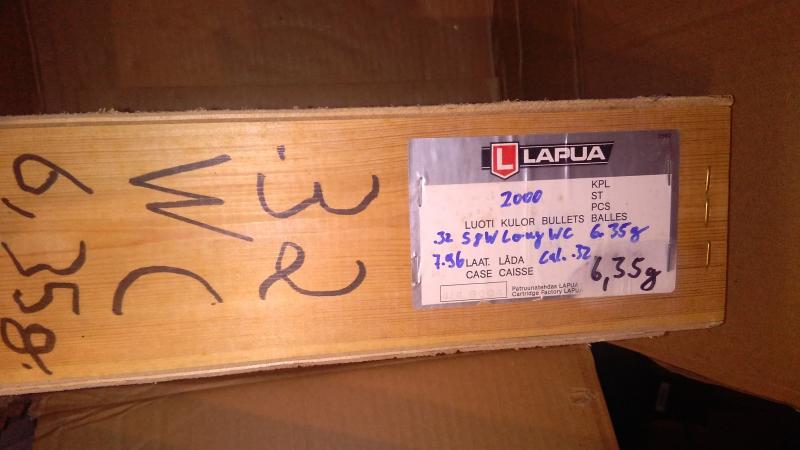 LAPUA
2000
KPL
ST
PCS
LUOTI KULOR BULLETS BALLES
.32 S&W Long WC 6.35g
7.96 LAAT. LÅDA Cal. .32
CASE CAISSE
6,35g
Patruunatehdas LAPUA
Cartridge Factory LAPUA
.32
WC
6.35g